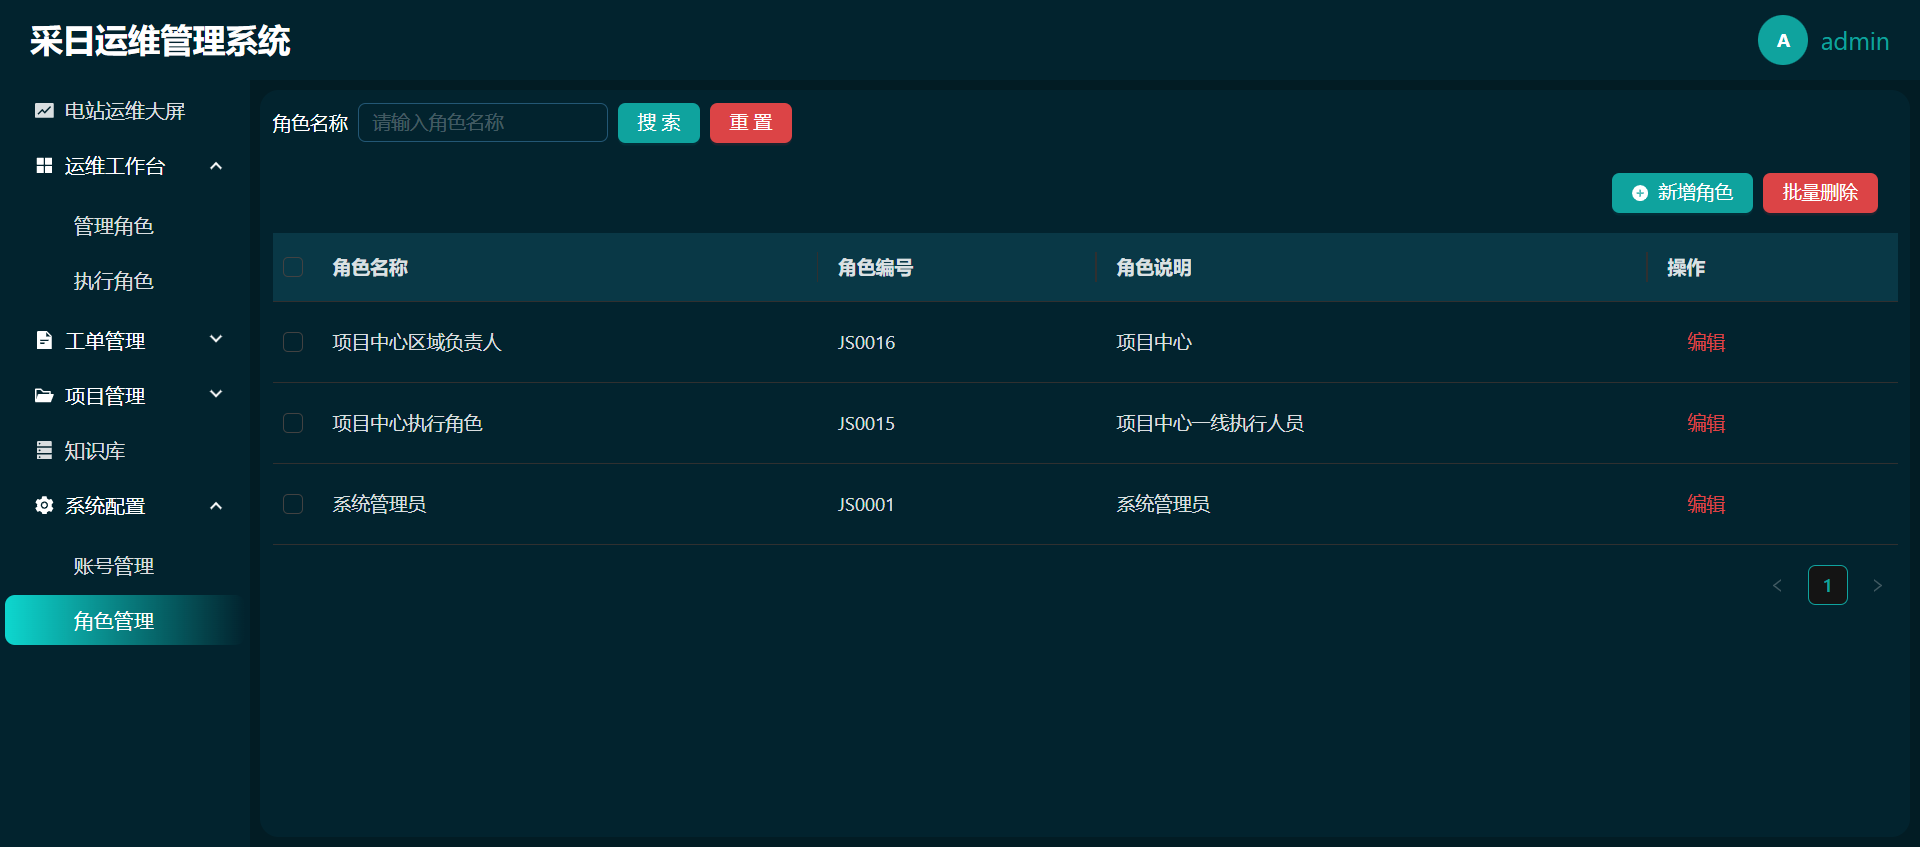 采日运维管理系统
A admin
电站运维大屏
运维工作台
管理角色
执行角色
工单管理
项目管理
知识库
系统配置
账号管理
角色管理
角色名称 请输入角色名称 搜索 重置
新增角色 批量删除
角色名称 角色编号 角色说明 操作
项目中心区域负责人 JS0016 项目中心 编辑
项目中心执行角色 JS0015 项目中心一线执行人员 编辑
系统管理员 JS0001 系统管理员 编辑
< 1 >